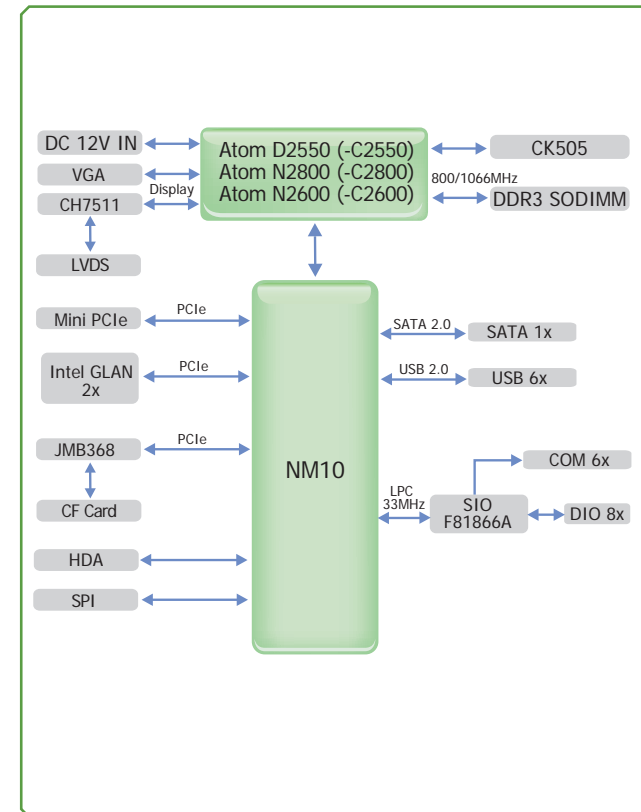 DC 12V IN
VGA
CH7511
Display
LVDS
Atom D2550 (-C2550)
Atom N2800 (-C2800)
Atom N2600 (-C2600)
CK505
800/1066MHz
DDR3 SODIMM
Mini PCIe
PCIe
Intel GLAN
2x
PCIe
JMB368
PCIe
CF Card
HDA
SPI
NM10
SATA 2.0
SATA 1x
USB 2.0
USB 6x
COM 6x
LPC
33MHz
SIO
F81866A
DIO 8x